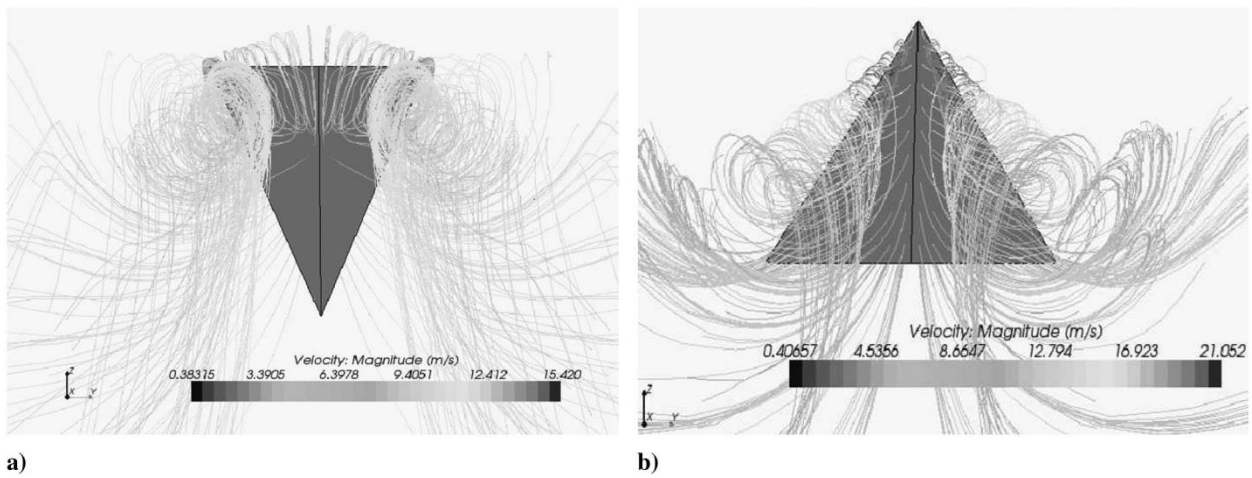 Velocity: Magnitude (m/s)
0.38315 3.3905 6.3978 9.4051 12.412 15.420
Z
X Y
Velocity: Magnitude (m/s)
0.40657 4.5356 8.6647 12.794 16.923 21.052
Z
X Y
a) b)